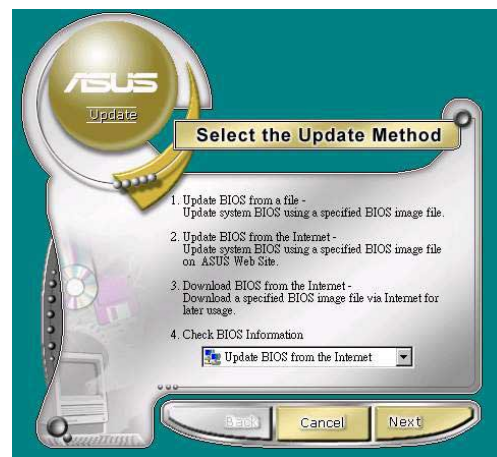 ASUS
Update
Select the Update Method
1. Update BIOS from a file -
Update system BIOS using a specified BIOS image file.
2. Update BIOS from the Internet -
Update system BIOS using a specified BIOS image file
on ASUS Web Site.
3. Download BIOS from the Internet -
Download a specified BIOS image file via Internet for
later usage.
4. Check BIOS Information
Update BIOS from the Internet
Back
Cancel
Next